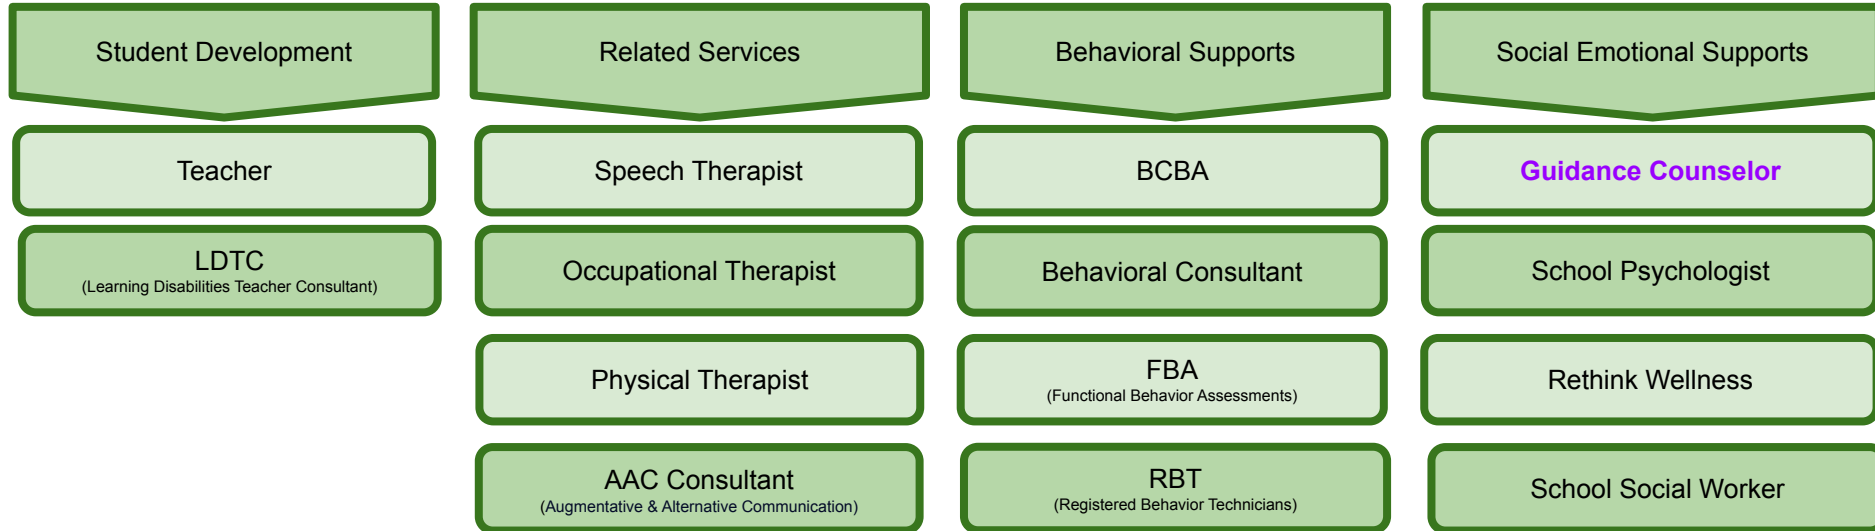 Student Development
Related Services
Behavioral Supports
Social Emotional Supports
Teacher
Speech Therapist
BCBA
Guidance Counselor
LDTC
(Learning Disabilities Teacher Consultant)
Occupational Therapist
Behavioral Consultant
School Psychologist
Physical Therapist
FBA
(Functional Behavior Assessments)
Rethink Wellness
AAC Consultant
(Augmentative & Alternative Communication)
RBT
(Registered Behavior Technicians)
School Social Worker